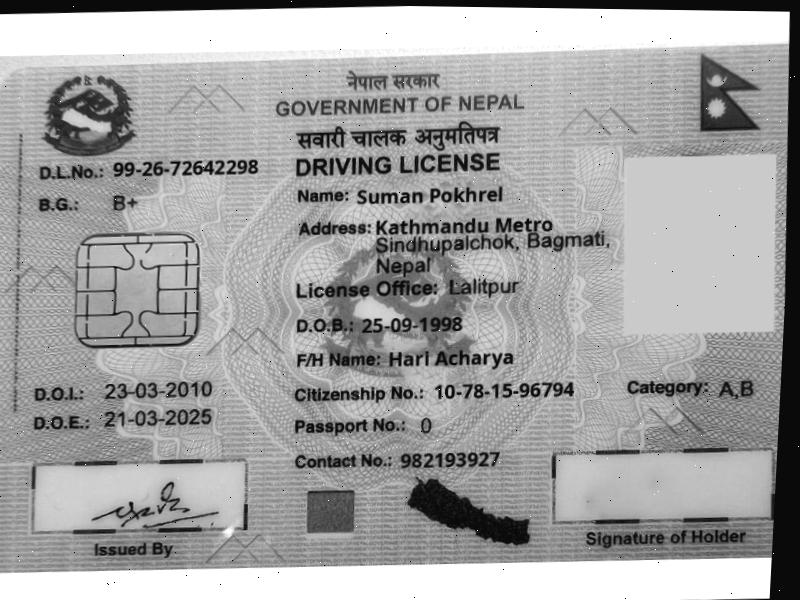 नेपाल सरकार
GOVERNMENT OF NEPAL
सवारी चालक अनुमतिपत्र
DRIVING LICENSE
D.L.No.: 99-26-72642298
B.G.: B+
Name: Suman Pokhrel
Address: Kathmandu Metro
Sindhupalchok, Bagmati,
Nepal
License Office: Lalitpur
D.O.B.: 25-09-1998
F/H Name: Hari Acharya
D.O.I.: 23-03-2010
Citizenship No.: 10-78-15-96794
Category: A,B
D.O.E.: 21-03-2025
Passport No.: 0
Contact No.: 982193927
Issued By
Signature of Holder